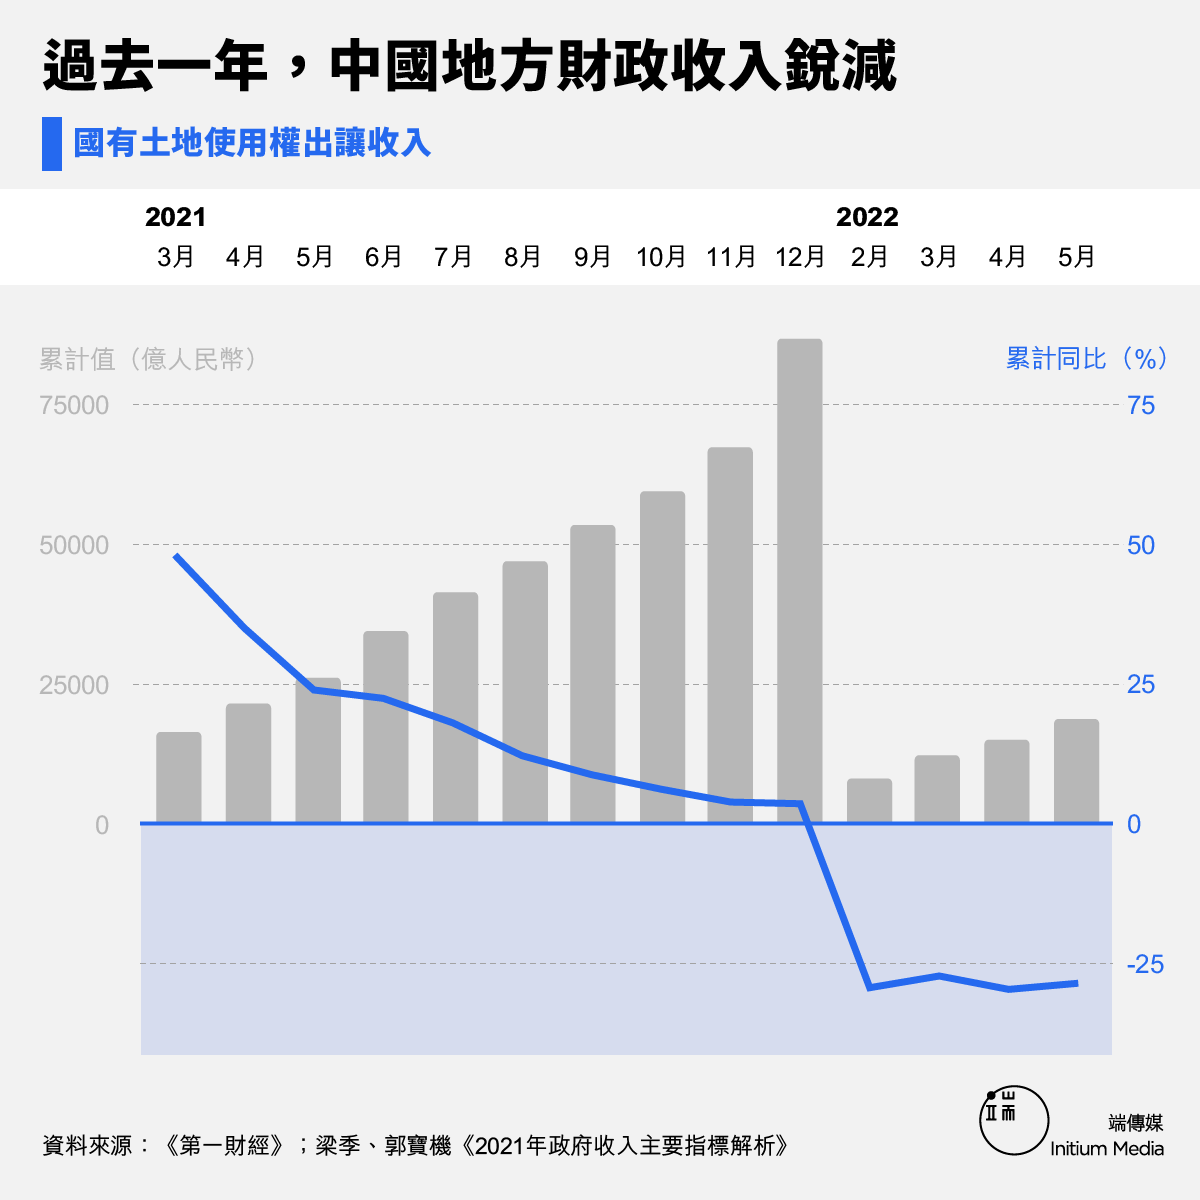 過去一年，中國地方財政收入銳減
國有土地使用權出讓收入
2021 2022
3月 4月 5月 6月 7月 8月 9月 10月 11月 12月 2月 3月 4月 5月
累計值（億人民幣） 累計同比（%）
75000 75
50000 50
25000 25
0 0
-25
端
端傳媒
資料來源：《第一財經》；梁季、郭寶機《2021年政府收入主要指標解析》
Initium Media